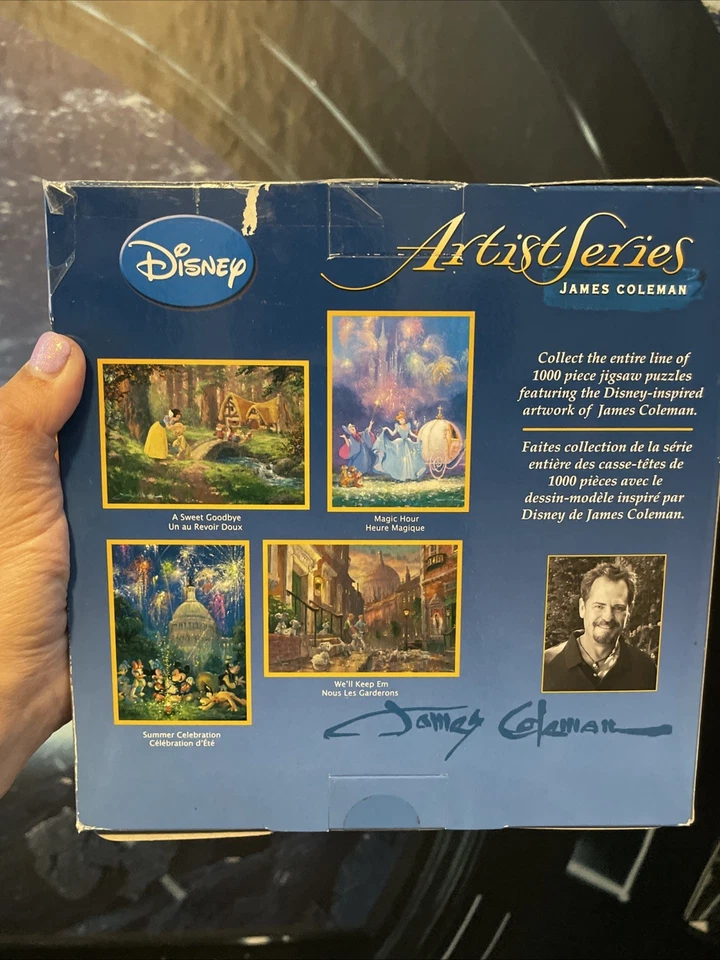 Disney
Artist Series
JAMES COLEMAN
Collect the entire line of
1000 piece jigsaw puzzles
featuring the Disney-inspired
artwork of James Coleman.
Faites collection de la série
entière des casse-têtes de
1000 pièces avec le
dessin-modèle inspiré par
Disney de James Coleman.
A Sweet Goodbye
Un au Revoir Doux
Magic Hour
Heure Magique
We'll Keep Em
Nous Les Garderons
Summer Celebration
Célébration d'Été
James Coleman